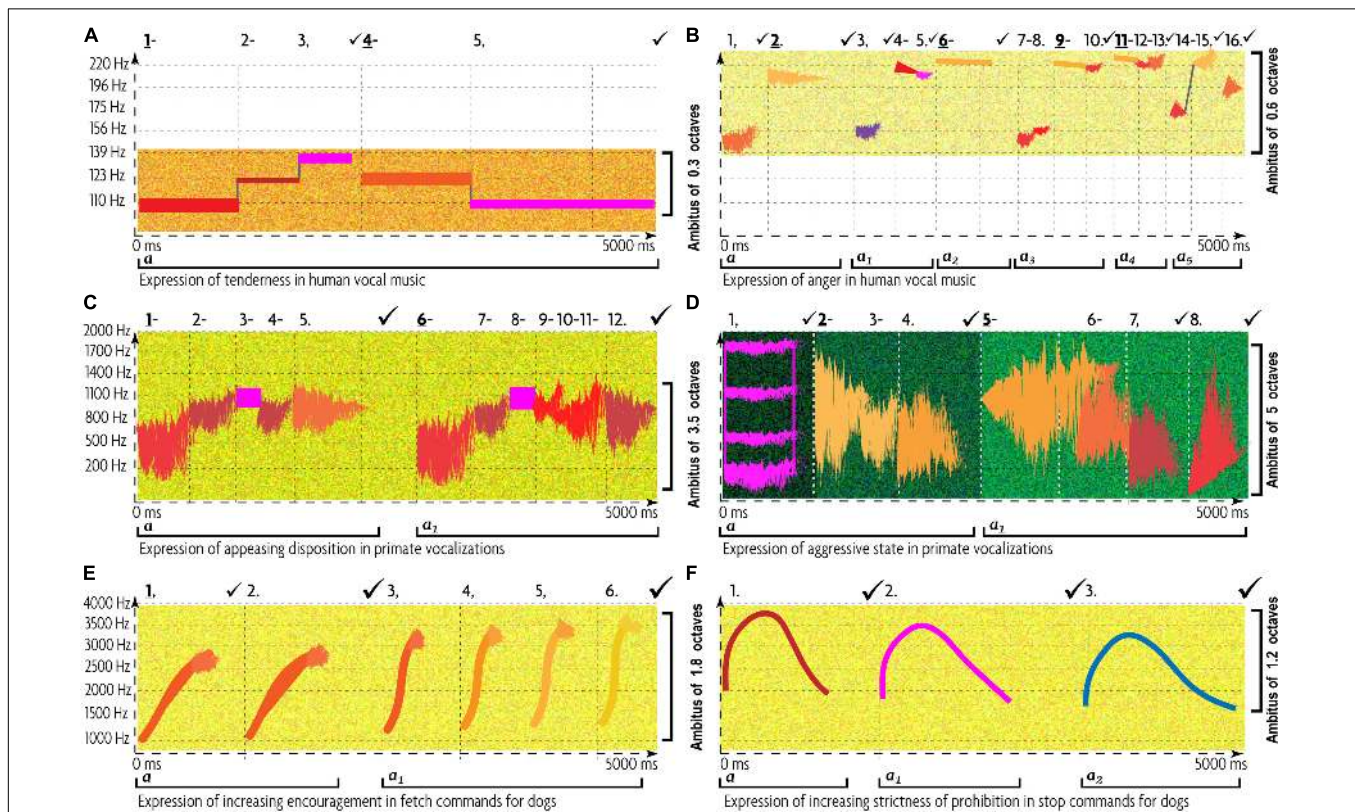 A
1- 2- 3, ✓ 4- 5, ✓
220 Hz
196 Hz
175 Hz
156 Hz
139 Hz
123 Hz
110 Hz
Ambitus of 0.3 octaves
0 ms 5000 ms
a
Expression of tenderness in human vocal music
B
1, ✓ 2. ✓ 3, ✓ 4- 5, ✓ 6- ✓ 7-8. 9- 10. ✓ 11-12-13. ✓ 14-15, ✓ 16. ✓
Ambitus of 0.6 octaves
0 ms 5000 ms
a a1 a2 a3 a4 a5
Expression of anger in human vocal music
C
1- 2- 3- 4- 5. ✓ 6- 7- 8- 9-10-11- 12. ✓
2000 Hz
1700 Hz
1400 Hz
1100 Hz
800 Hz
500 Hz
200 Hz
Ambitus of 3.5 octaves
0 ms 5000 ms
a a1
Expression of appeasing disposition in primate vocalizations
D
1, ✓ 2- 3- 4. ✓ 5- 6- 7, ✓ 8. ✓
Ambitus of 5 octaves
0 ms 5000 ms
a a1
Expression of aggressive state in primate vocalizations
E
1, ✓ 2. ✓ 3, 4, 5, 6. ✓
4000 Hz
3500 Hz
3000 Hz
2500 Hz
2000 Hz
1500 Hz
1000 Hz
Ambitus of 1.8 octaves
0 ms 5000 ms
a a1
Expression of increasing encouragement in fetch commands for dogs
F
1. ✓ 2. ✓ 3. ✓
Ambitus of 1.2 octaves
0 ms 5000 ms
a a1 a2
Expression of increasing strictness of prohibition in stop commands for dogs